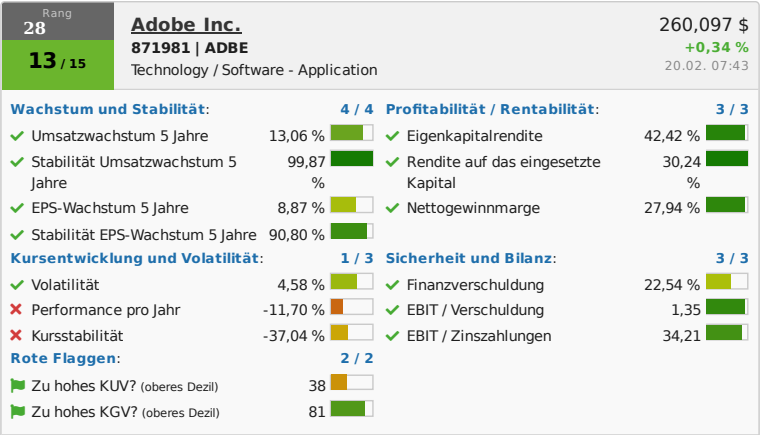 Rang
28
13 / 15
Adobe Inc.
871981 | ADBE
Technology / Software - Application
260,097 $
+0,34 %
20.02. 07:43
Wachstum und Stabilität: 4 / 4
Umsatzwachstum 5 Jahre 13,06 %
Stabilität Umsatzwachstum 5 99,87
Jahre %
EPS-Wachstum 5 Jahre 8,87 %
Stabilität EPS-Wachstum 5 Jahre 90,80 %
Kursentwicklung und Volatilität: 1 / 3
Volatilität 4,58 %
Performance pro Jahr -11,70 %
Kursstabilität -37,04 %
Rote Flaggen: 2 / 2
Zu hohes KUV? (oberes Dezil) 38
Zu hohes KGV? (oberes Dezil) 81
Profitabilität / Rentabilität: 3 / 3
Eigenkapitalrendite 42,42 %
Rendite auf das eingesetzte 30,24
Kapital %
Nettogewinnmarge 27,94 %
Sicherheit und Bilanz: 3 / 3
Finanzverschuldung 22,54 %
EBIT / Verschuldung 1,35
EBIT / Zinszahlungen 34,21